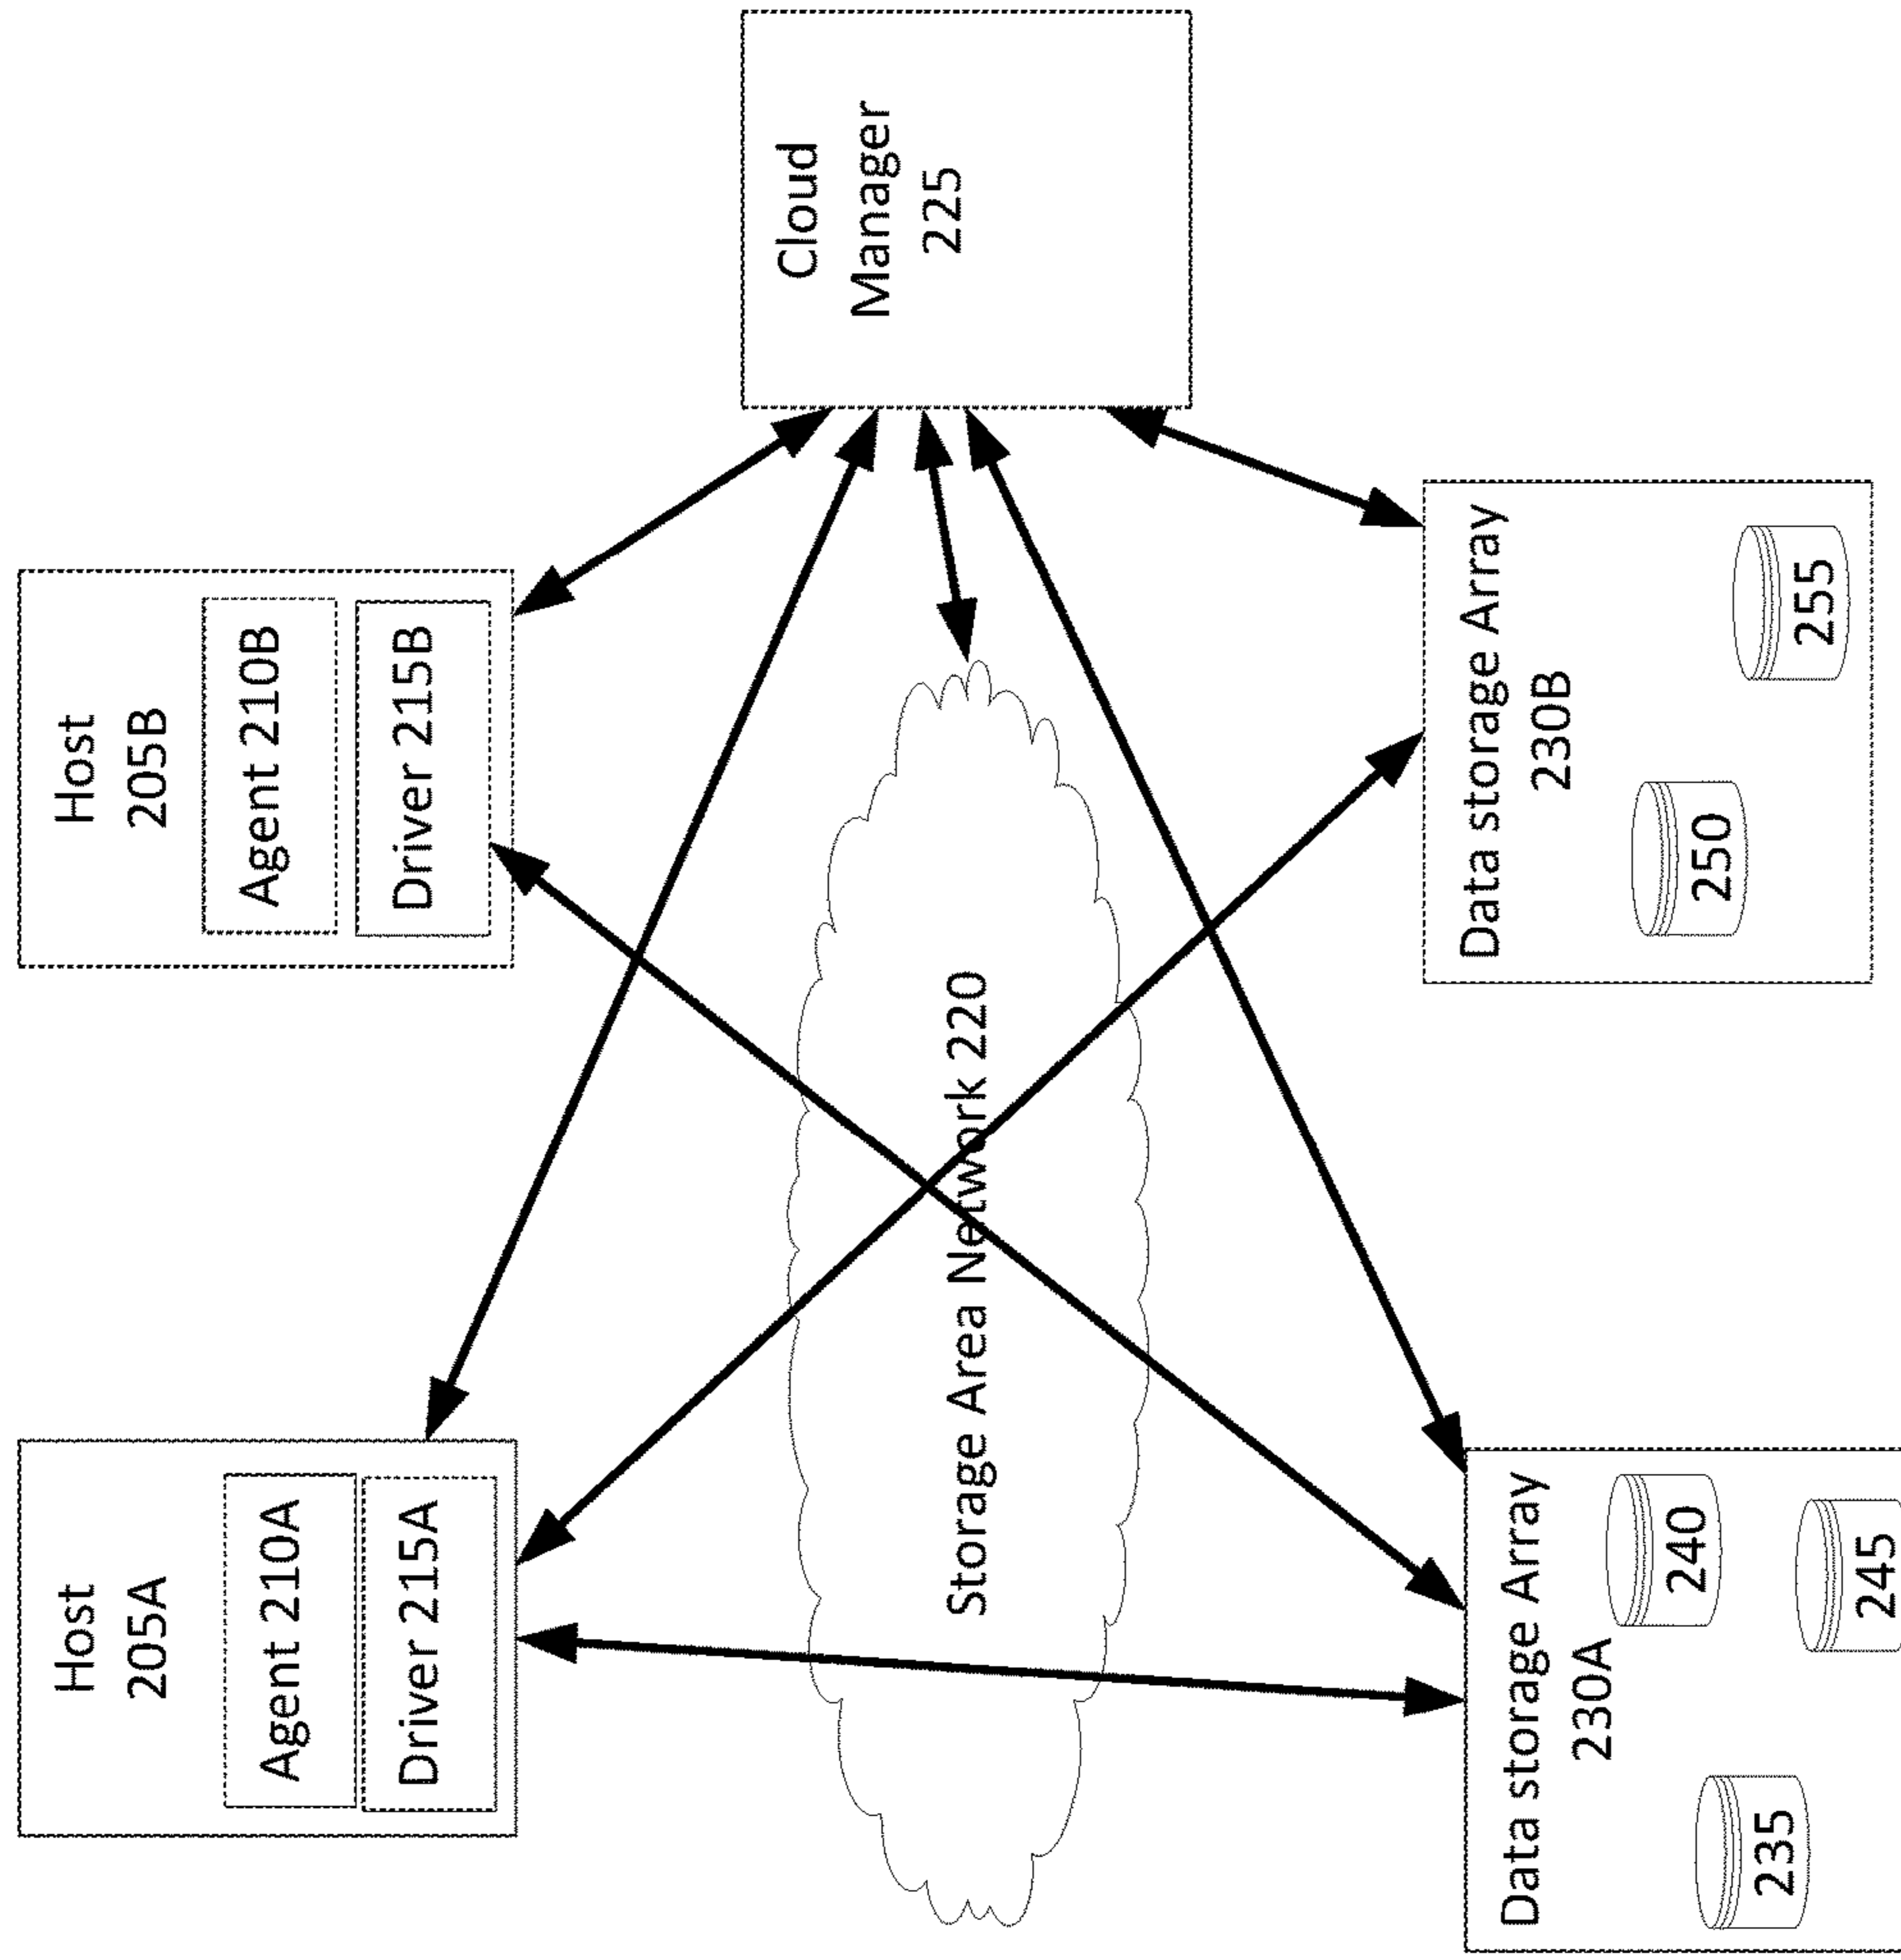 Host
205A
Agent 210A
Driver 215A
Host
205B
Agent 210B
Driver 215B
Storage Area Network 220
Cloud
Manager
225
Data storage Array
230A
235
240
245
Data storage Array
230B
250
255